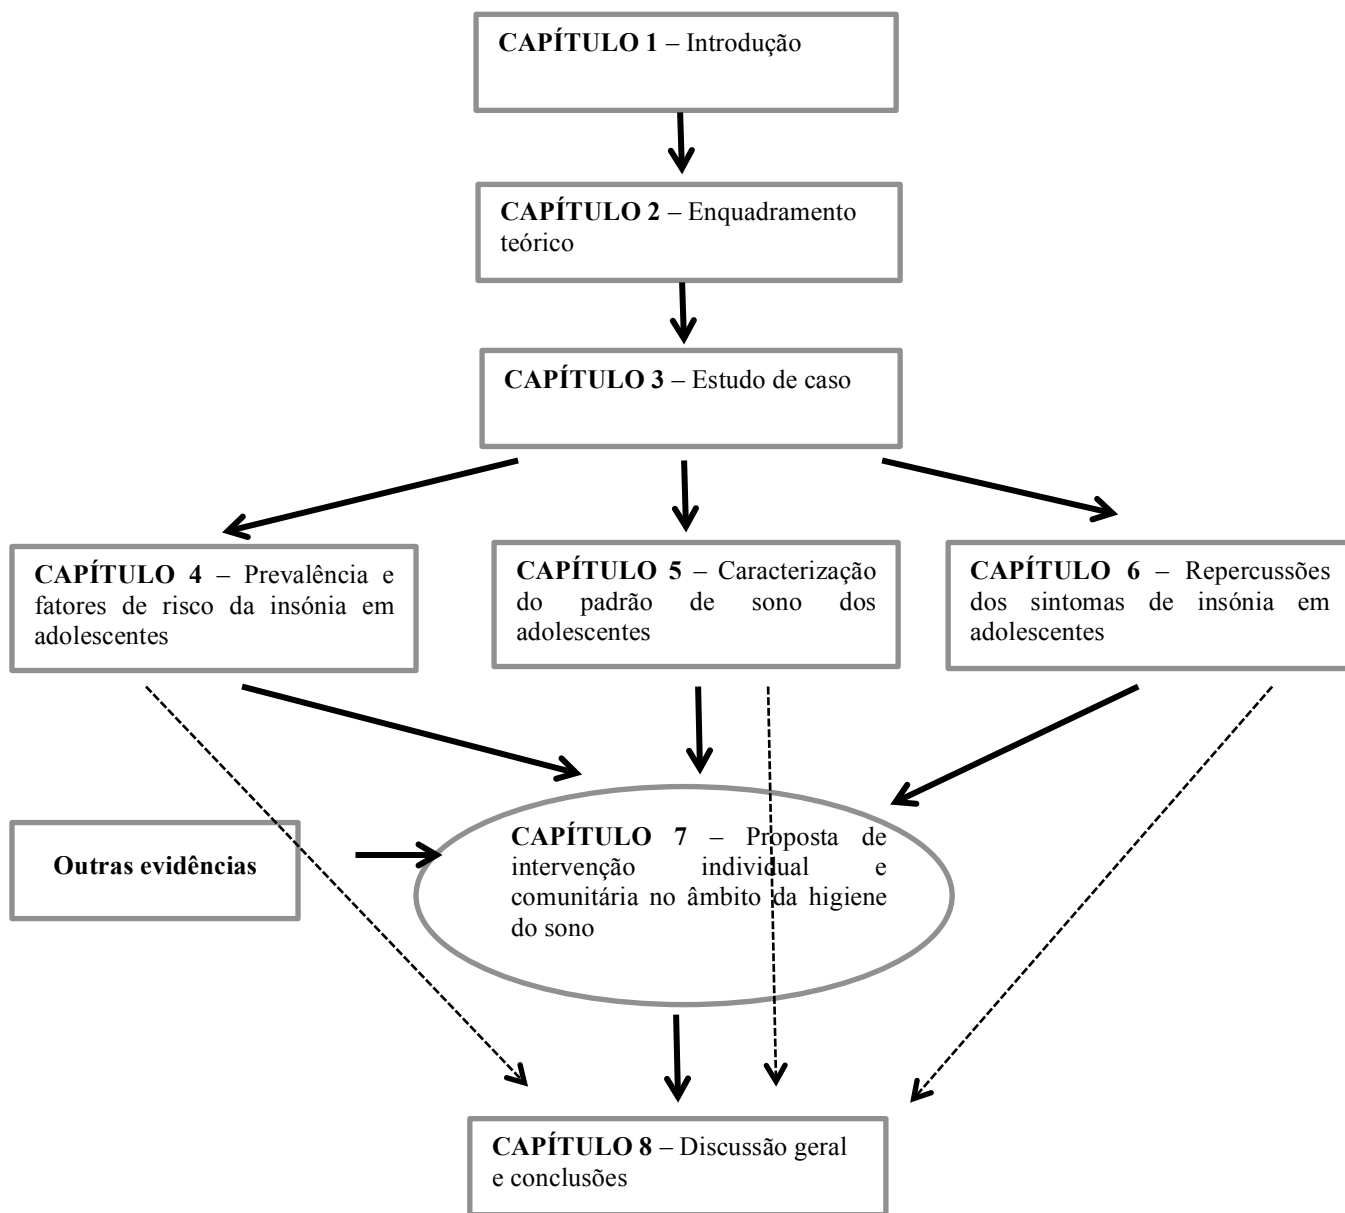 CAPÍTULO 1 – Introdução
CAPÍTULO 2 – Enquadramento
teórico
CAPÍTULO 3 – Estudo de caso
CAPÍTULO 4 – Prevalência e
fatores de risco da insónia em
adolescentes
CAPÍTULO 5 – Caracterização
do padrão de sono dos
adolescentes
CAPÍTULO 6 – Repercussões
dos sintomas de insónia em
adolescentes
Outras evidências
CAPÍTULO 7 – Proposta de
intervenção individual e
comunitária no âmbito da higiene
do sono
CAPÍTULO 8 – Discussão geral
e conclusões